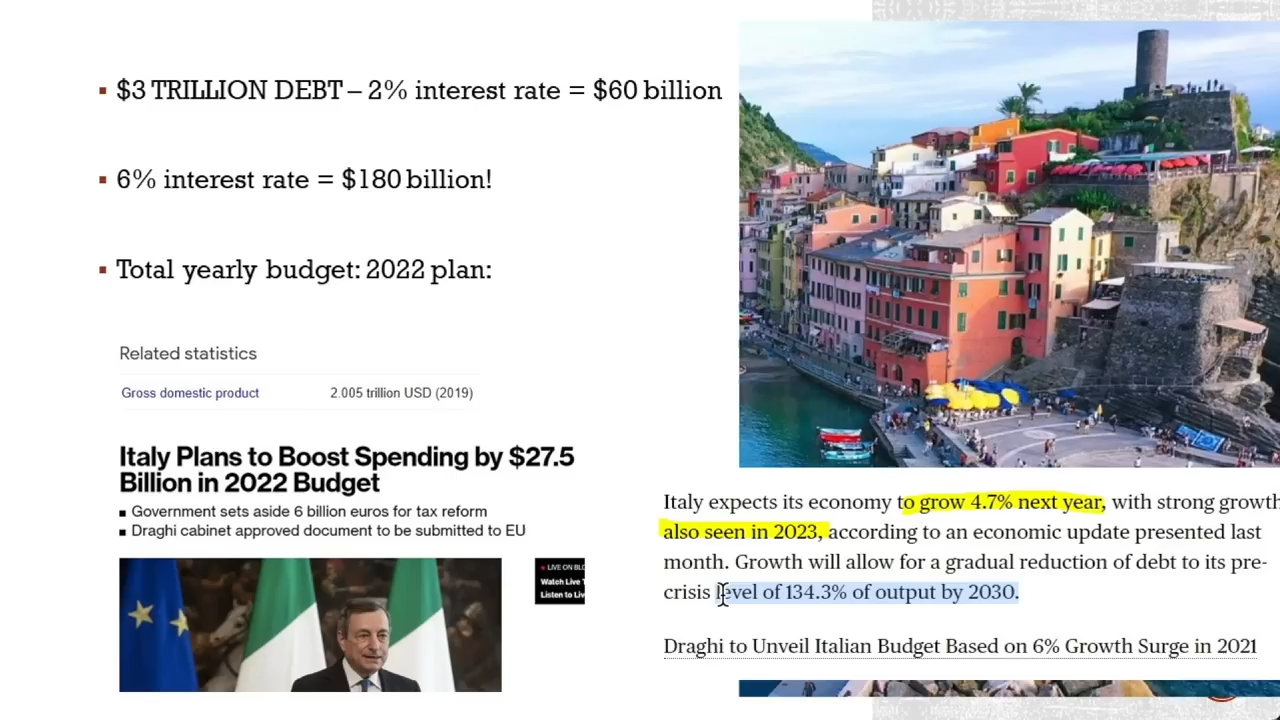 $3 TRILLION DEBT – 2% interest rate = $60 billion
6% interest rate = $180 billion!
Total yearly budget: 2022 plan:
Related statistics
Gross domestic product 2.005 trillion USD (2019)
Italy Plans to Boost Spending by $27.5
Billion in 2022 Budget
Government sets aside 6 billion euros for tax reform
Draghi cabinet approved document to be submitted to EU
LIVE ON BLO
Watch Live T
Listen to Liv
Italy expects its economy to grow 4.7% next year, with strong growth
also seen in 2023, according to an economic update presented last
month. Growth will allow for a gradual reduction of debt to its pre-
crisis level of 134.3% of output by 2030.
Draghi to Unveil Italian Budget Based on 6% Growth Surge in 2021